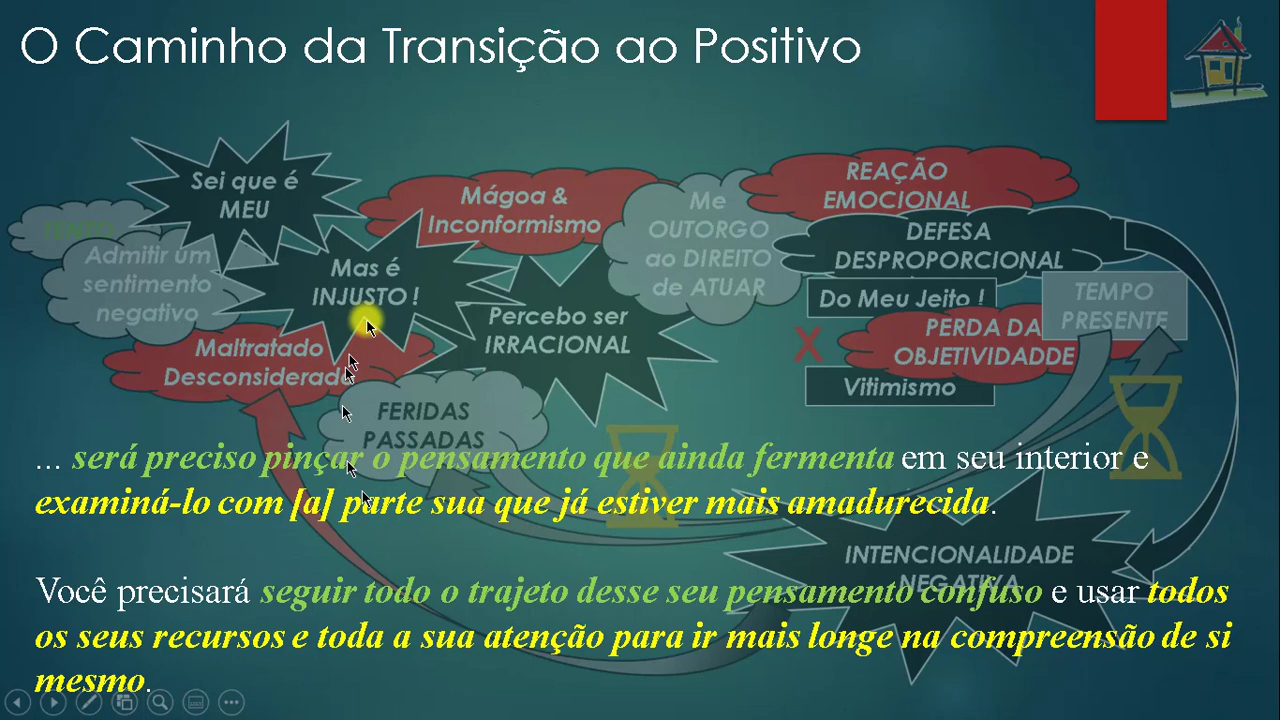 O Caminho da Transição ao Positivo
Sei que é
MEU
TENTO
Admitir um
sentimento
negativo
Mágoa &
Inconformismo
Mas é
INJUSTO !
Maltratado
Desconsiderado
FERIDAS
PASSADAS
Percebo ser
IRRACIONAL
Me
OUTORGO
ao DIREITO
de ATUAR
REAÇÃO
EMOCIONAL
DEFESA
DESPROPORCIONAL
Do Meu Jeito !
X
PERDA DA
OBJETIVIDADDE
Vitimismo
TEMPO
PRESENTE
INTENCIONALIDADE
NEGATIVA
... será preciso pinçar o pensamento que ainda fermenta em seu interior e
examiná-lo com [a] parte sua que já estiver mais amadurecida.
Você precisará seguir todo o trajeto desse seu pensamento confuso e usar todos
os seus recursos e toda a sua atenção para ir mais longe na compreensão de si
mesmo.